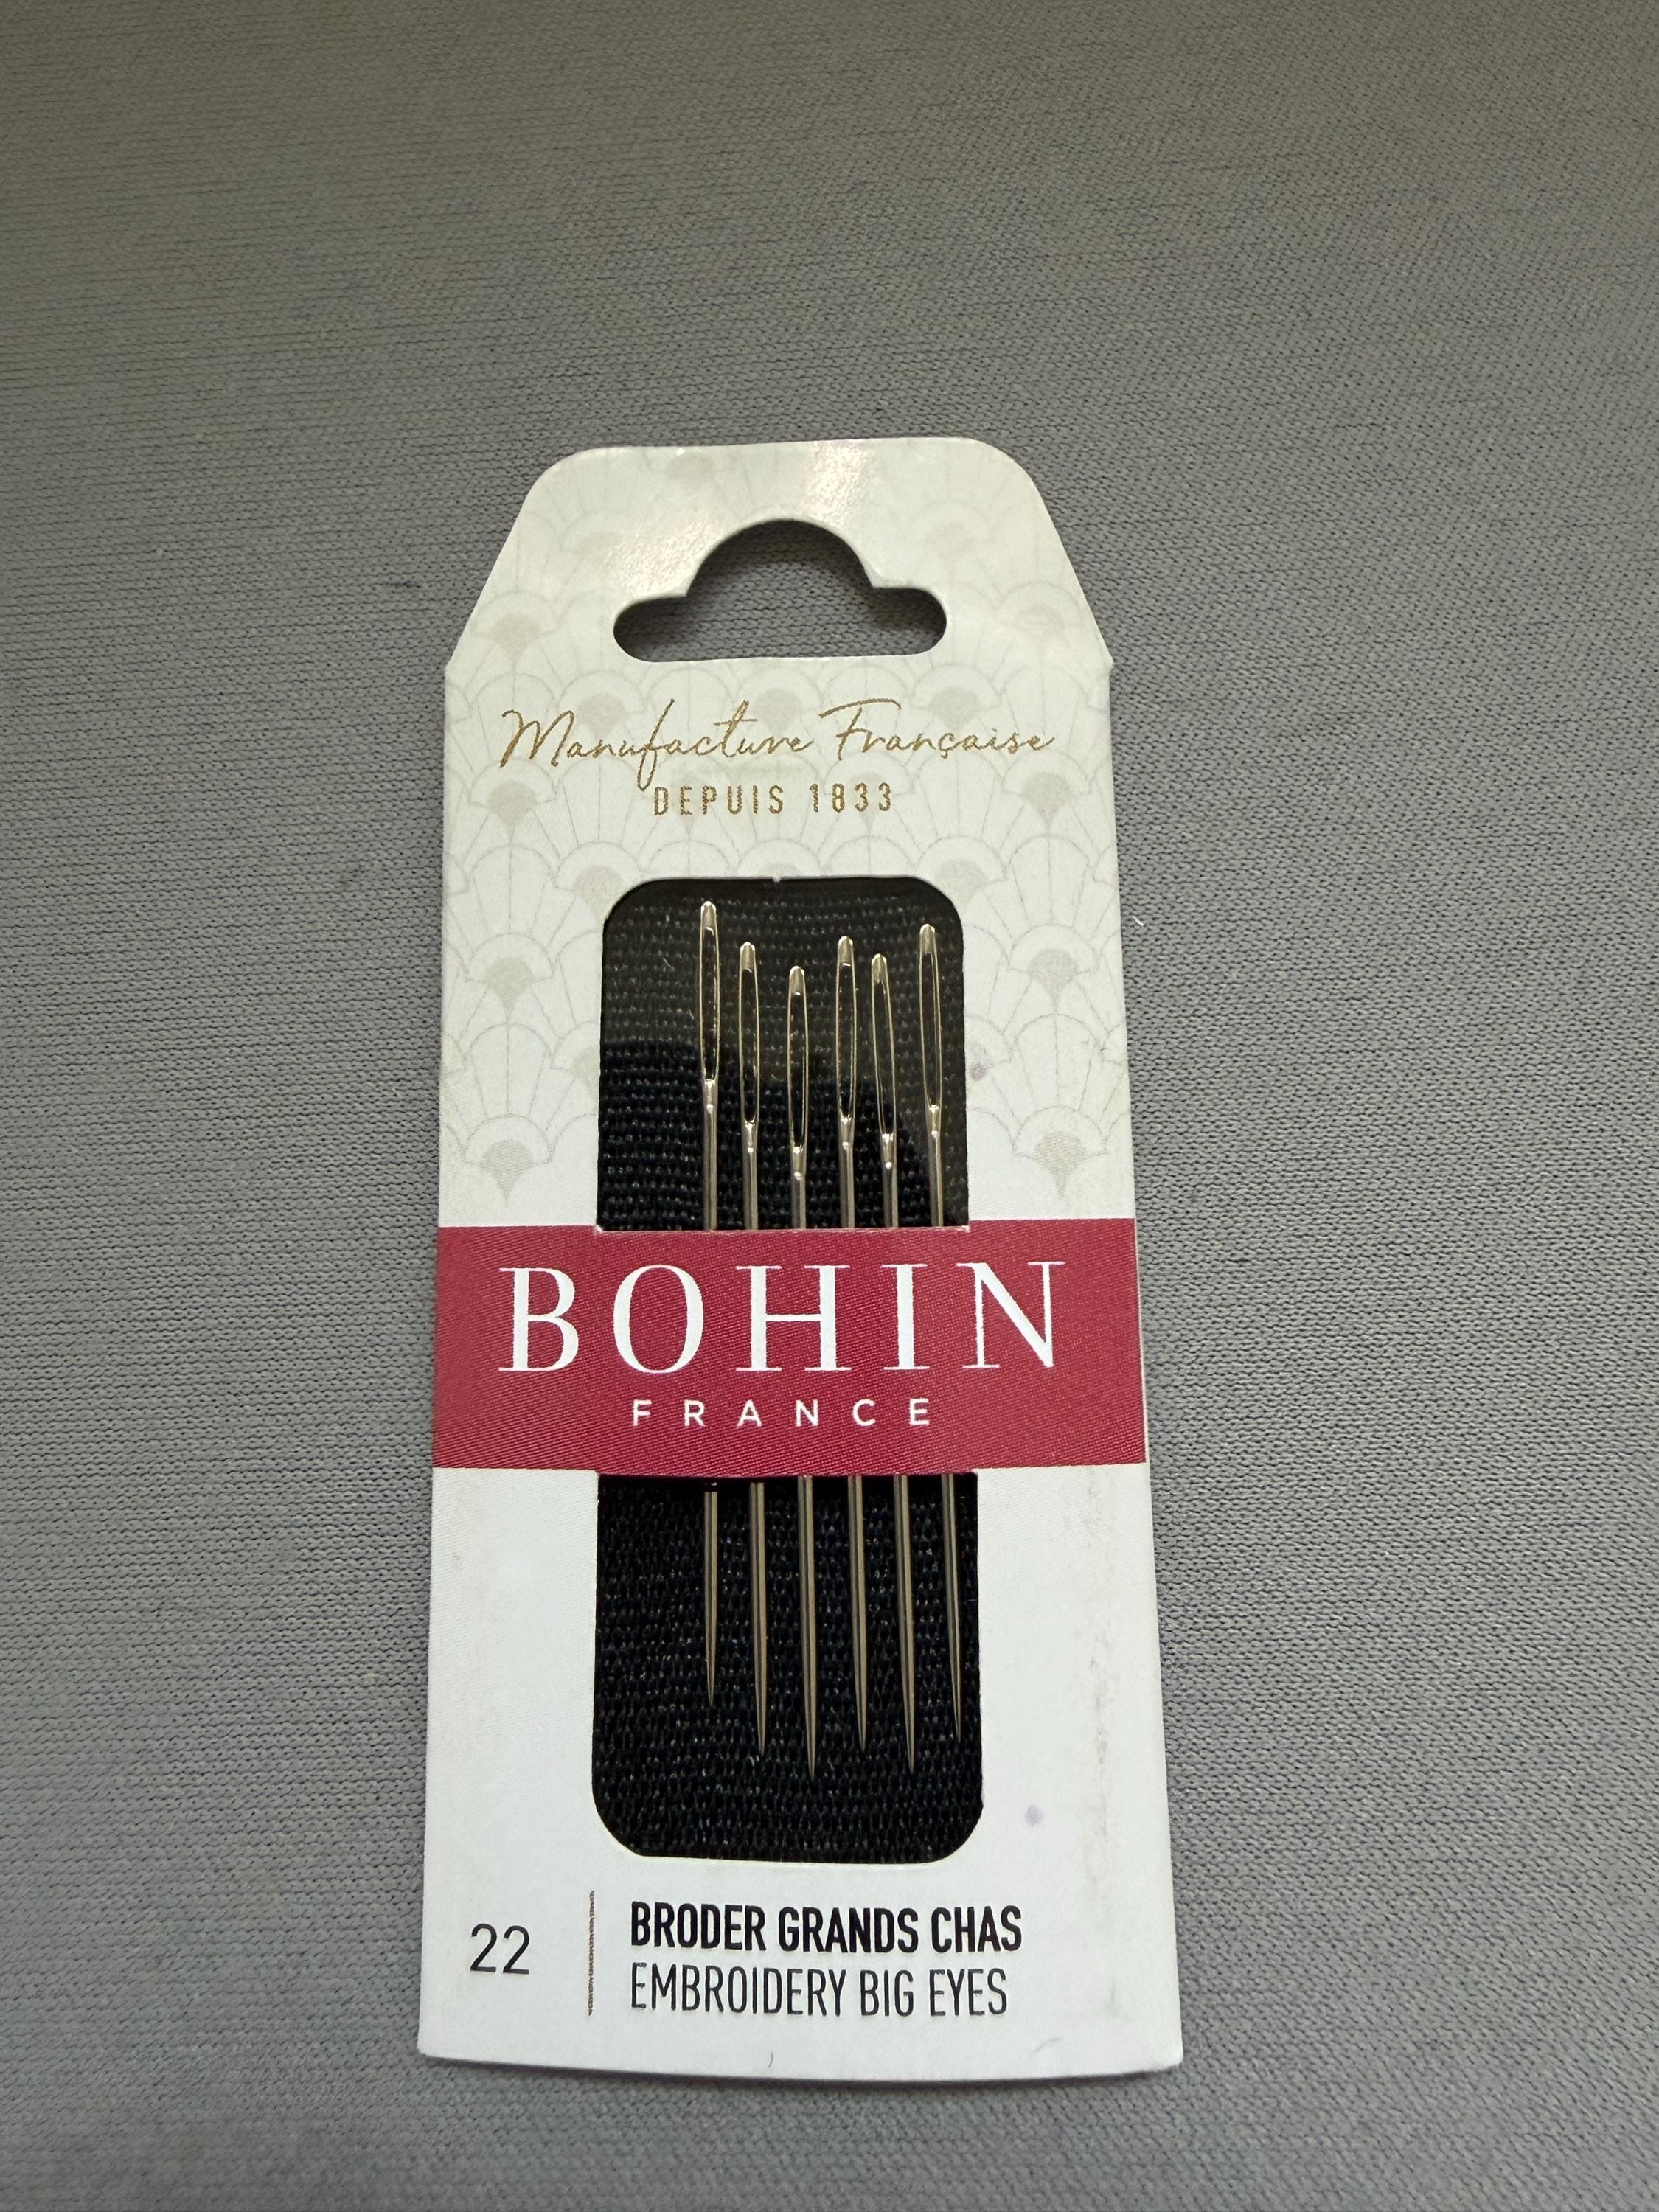 Manufacture Française
DEPUIS 1833
BOHIN
FRANCE
22
BRODER GRANDS CHAS
EMBROIDERY BIG EYES